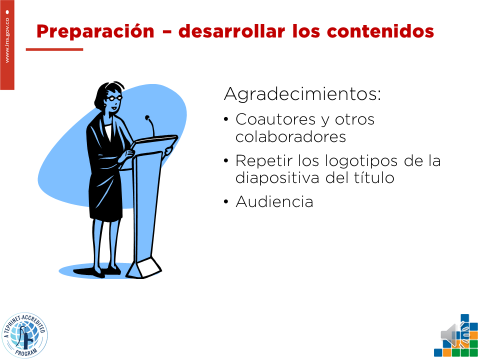 www.ins.gov.co
Preparación – desarrollar los contenidos
Agradecimientos:
• Coautores y otros
colaboradores
• Repetir los logotipos de la
diapositiva del título
• Audiencia
A TEPHINET ACCREDITED
PROGRAM